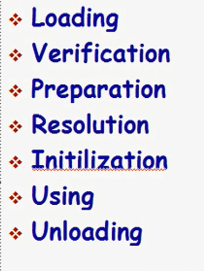 Loading
Verification
Preparation
Resolution
Initilization
Using
Unloading